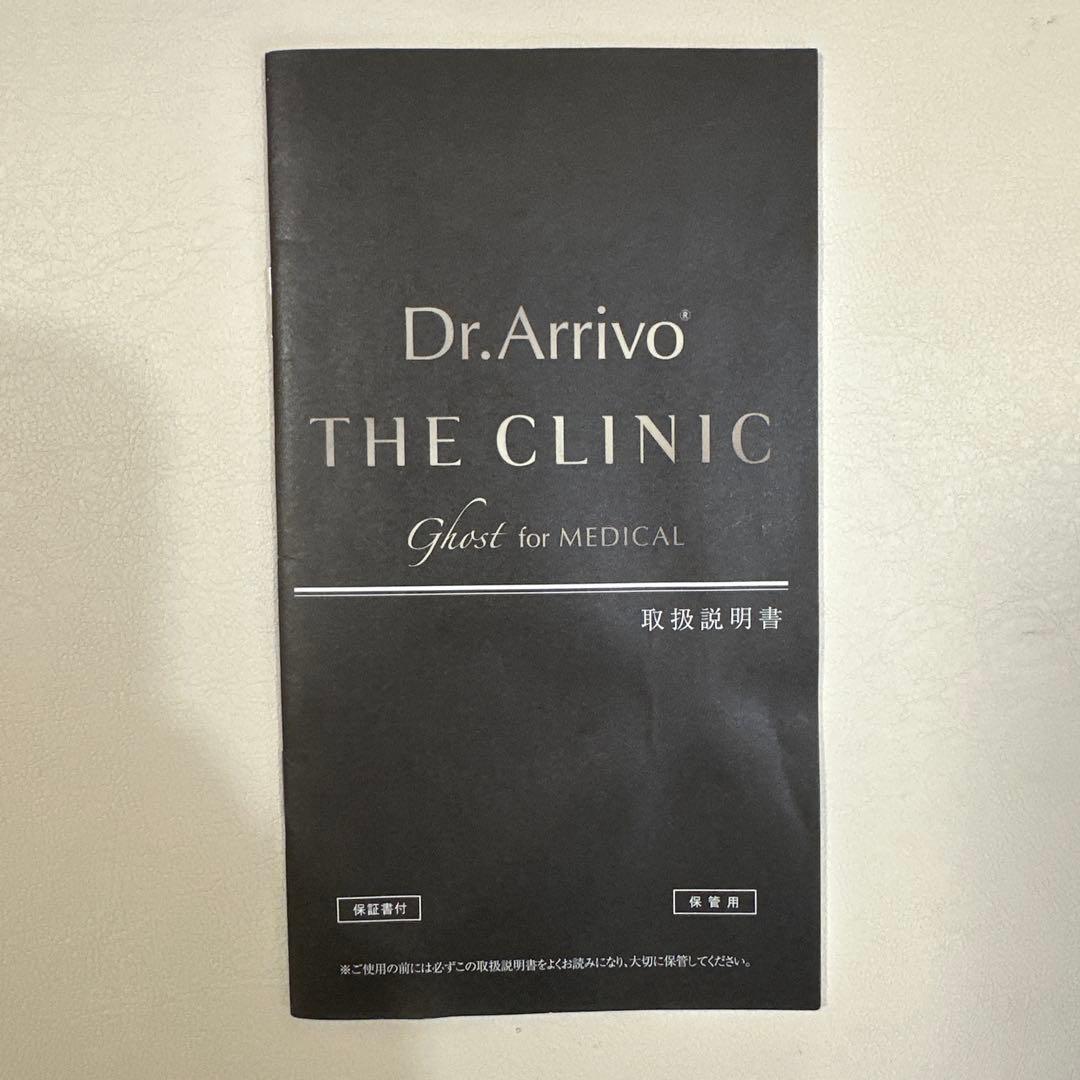 Dr.Arrivo®
THE CLINIC
Ghost for MEDICAL
取扱説明書
保証書付
保管用
※ご使用の前には必ずこの取扱説明書をよくお読みになり、大切に保管してください。